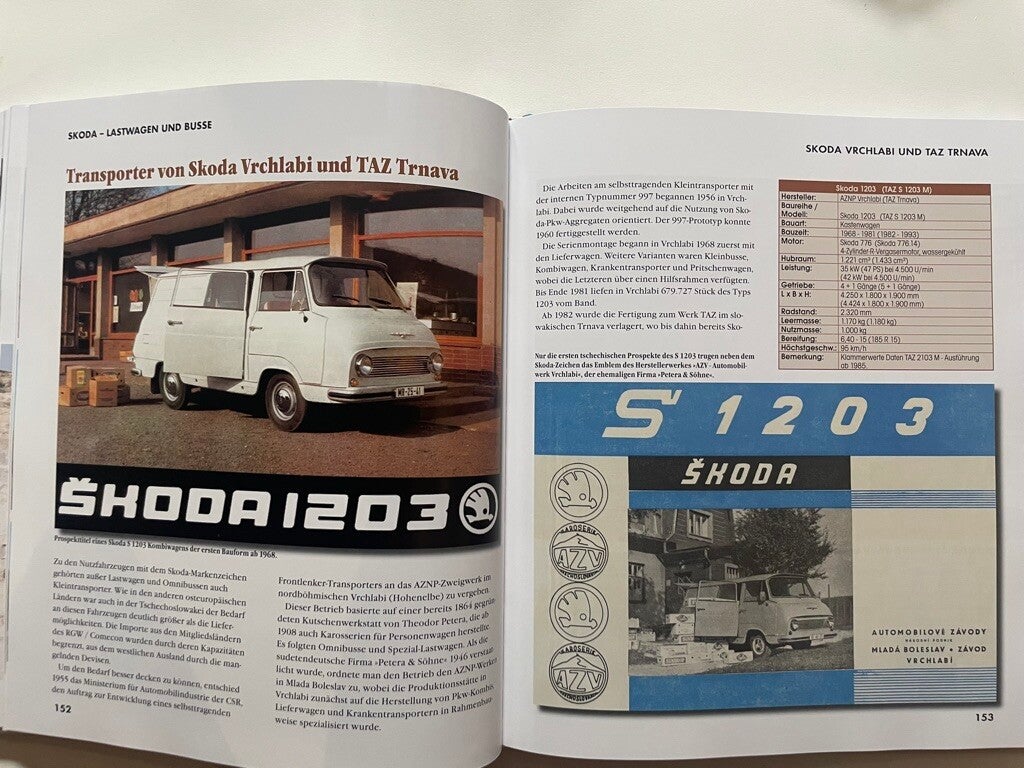 SKODA – LASTWAGEN UND BUSSE
Transporter von Skoda Vrchlabi und TAZ Trnava
MR-25-41
ŠKODA 1203
Prospekttitel eines Skoda S 1203 Kombiwagens der ersten Bauform ab 1968.
Zu den Nutzfahrzeugen mit dem Skoda-Markenzeichen
gehörten außer Lastwagen und Omnibussen auch
Kleintransporter. Wie in den anderen osteuropäischen
Ländern war auch in der Tschechoslowakei der Bedarf
an diesen Fahrzeugen deutlich größer als die Liefer-
möglichkeiten. Die Importe aus den Mitgliedsländern
des RGW / Comecon wurden durch deren Kapazitäten
begrenzt, aus dem westlichen Ausland durch die man-
gelnden Devisen.
Um den Bedarf besser decken zu können, entschied
1955 das Ministerium für Automobilindustrie der CSR,
den Auftrag zur Entwicklung eines selbsttragenden
Frontlenker-Transporters an das AZNP-Zweigwerk im
nordböhmischen Vrchlabi (Hohenelbe) zu vergeben.
Dieser Betrieb basierte auf einer bereits 1864 gegrün-
deten Kutschenwerkstatt von Theodor Petera, die ab
1908 auch Karosserien für Personenwagen herstellte.
Es folgten Omnibusse und Spezial-Lastwagen. Als die
sudetendeutsche Firma »Petera & Söhne« 1946 verstaat-
licht wurde, ordnete man den Betrieb den AZNP-Werken
in Mlada Boleslav zu, wobei die Produktionsstätte in
Vrchlabi zunächst auf die Herstellung von Pkw-Kombis,
Lieferwagen und Krankentransportern in Rahmenbau-
weise spezialisiert wurde.
152
SKODA VRCHLABI UND TAZ TRNAVA
Die Arbeiten am selbsttragenden Kleintransporter mit
der internen Typnummer 997 begannen 1956 in Vrch-
labi. Dabei wurde weitgehend auf die Nutzung von Sko-
da-Pkw-Aggregaten orientiert. Der 997-Prototyp konnte
1960 fertiggestellt werden.
Die Serienmontage begann in Vrchlabi 1968 zuerst mit
den Lieferwagen. Weitere Varianten waren Kleinbusse,
Kombiwagen, Krankentransporter und Pritschenwagen,
wobei die Letzteren über einen Hilfsrahmen verfügten.
Bis Ende 1981 liefen in Vrchlabi 679.727 Stück des Typs
1203 vom Band.
Ab 1982 wurde die Fertigung zum Werk TAZ im slo-
wakischen Trnava verlagert, wo bis dahin bereits Sko-
Skoda 1203 (TAZ S 1203 M)
Hersteller: AZNP Vrchlabi (TAZ Trnava)
Baureihe /
Modell: Skoda 1203 (TAZ S 1203 M)
Bauart: Kastenwagen
Bauzeit: 1968 - 1981 (1982 - 1993)
Motor: Skoda 776 (Skoda 776.14)
4-Zylinder-R-Vergasermotor, wassergekühlt
Hubraum: 1.221 cm³ (1.433 cm³)
Leistung: 35 kW (47 PS) bei 4.500 U/min
(42 kW bei 4.500 U/min)
Getriebe: 4 + 1 Gänge (5 + 1 Gänge)
L x B x H: 4.250 x 1.800 x 1.900 mm
(4.424 x 1.800 x 1.900 mm)
Radstand: 2.320 mm
Leermasse: 1.170 kg (1.180 kg)
Nutzmasse: 1.000 kg
Bereifung: 6,40 - 15 (185 R 15)
Höchstgeschw.: 95 km/h
Bemerkung: Klammerwerte Daten TAZ 2103 M - Ausführung
ab 1985.
Nur die ersten tschechischen Prospekte des S 1203 trugen neben dem
Skoda-Zeichen das Emblem des Herstellerwerkes »AZV - Automobil-
werk Vrchlabi«, der ehemaligen Firma »Petera & Söhne«.
S 1203
ŠKODA
KAROSERIE
AZV
KAROSERIE
AZV
AUTOMOBILOVÉ ZÁVODY
NÁRODNÍ PODNIK
MLADÁ BOLESLAV • ZÁVOD
VRCHLABÍ
153